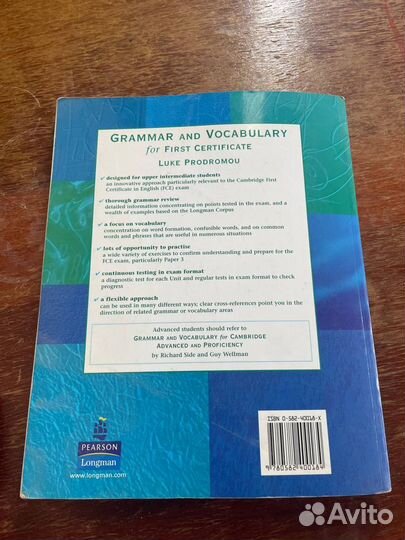 GRAMMAR AND VOCABULARY
for FIRST CERTIFICATE
LUKE PRODROMOU
✓ designed for upper intermediate students
an innovative approach particularly relevant to the Cambridge First
Certificate in English (FCE) exam
✓ thorough grammar review
detailed information concentrating on points tested in the exam, and a
wealth of examples based on the Longman Corpus
✓ a focus on vocabulary
concentration on word formation, confusible words, and on common
words and phrases that are useful in numerous situations
✓ lots of opportunity to practise
a wide variety of exercises to confirm understanding and prepare for the
FCE exam, particularly Paper 3
✓ continuous testing in exam format
a diagnostic test for each Unit and regular tests in exam format to check
progress
✓ a flexible approach
can be used in many different ways; clear cross-references point you in the
direction of related grammar or vocabulary areas
Advanced students should refer to
GRAMMAR AND VOCABULARY for CAMBRIDGE
ADVANCED AND PROFICIENCY
by Richard Side and Guy Wellman
ISBN 0-582-40018-X
9 780582 400184
PEARSON
Longman
www.longman.com
Avito